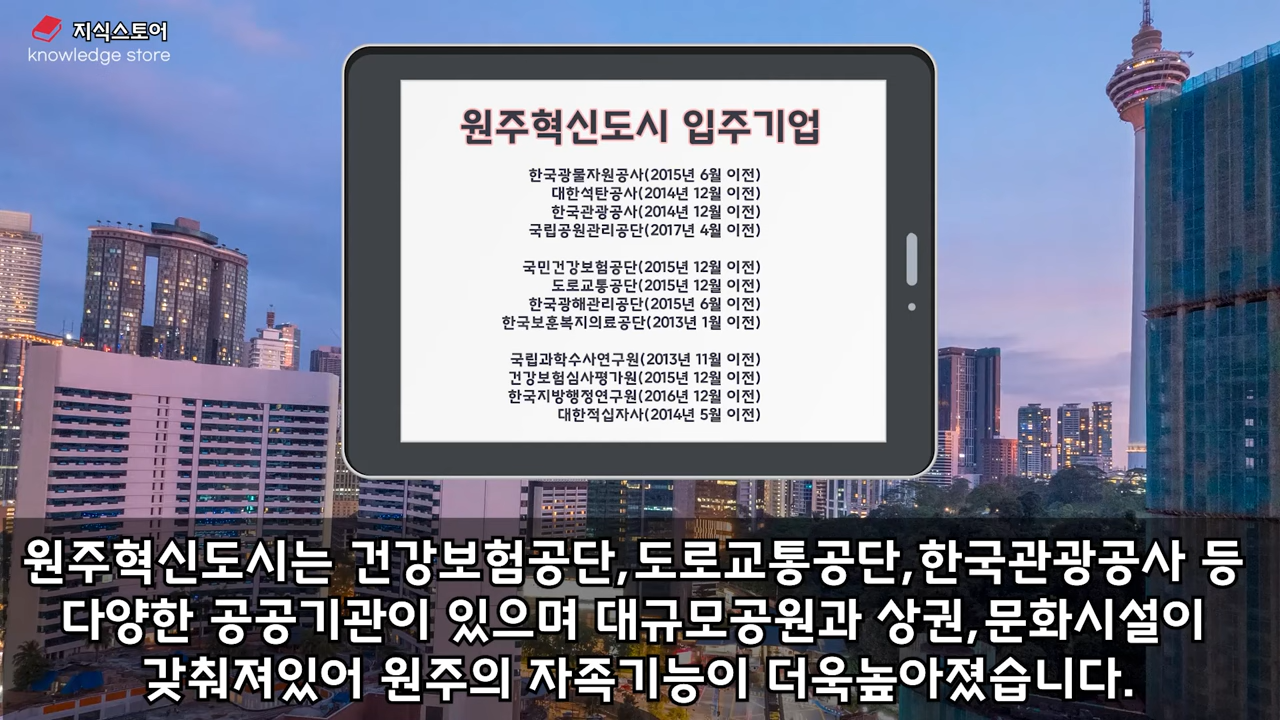 지식스토어
knowledge store
원주혁신도시 입주기업
한국광물자원공사(2015년 6월 이전)
대한석탄공사(2014년 12월 이전)
한국관광공사(2014년 12월 이전)
국립공원관리공단(2017년 4월 이전)
국민건강보험공단(2015년 12월 이전)
도로교통공단(2015년 12월 이전)
한국광해관리공단(2015년 6월 이전)
한국보훈복지의료공단(2013년 1월 이전)
국립과학수사연구원(2013년 11월 이전)
건강보험심사평가원(2015년 12월 이전)
한국지방행정연구원(2016년 12월 이전)
대한적십자사(2014년 5월 이전)
원주혁신도시는 건강보험공단,도로교통공단,한국관광공사 등
다양한 공공기관이 있으며 대규모공원과 상권,문화시설이
갖춰져있어 원주의 자족기능이 더욱높아졌습니다.